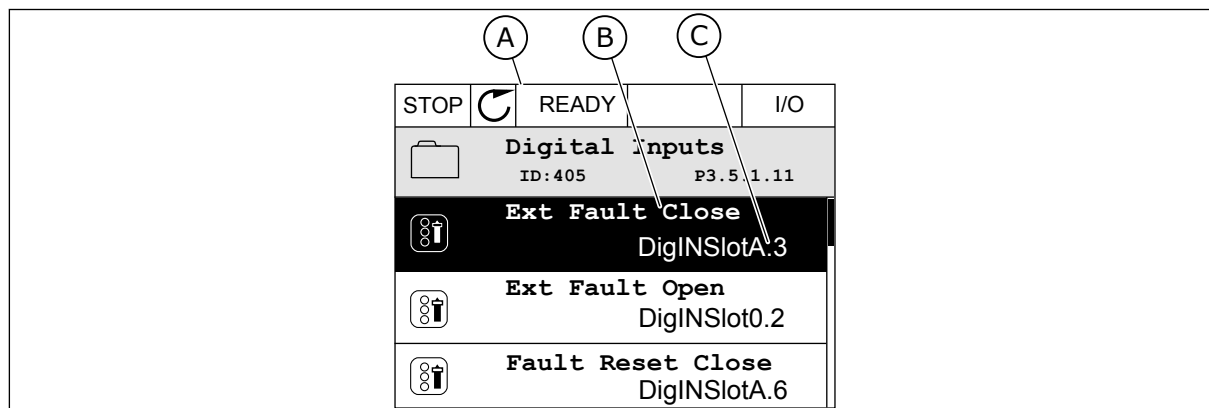 A B C
STOP READY I/O
Digital Inputs
ID:405 P3.5.1.11
Ext Fault Close
DigINSlotA.3
Ext Fault Open
DigINSlot0.2
Fault Reset Close
DigINSlotA.6